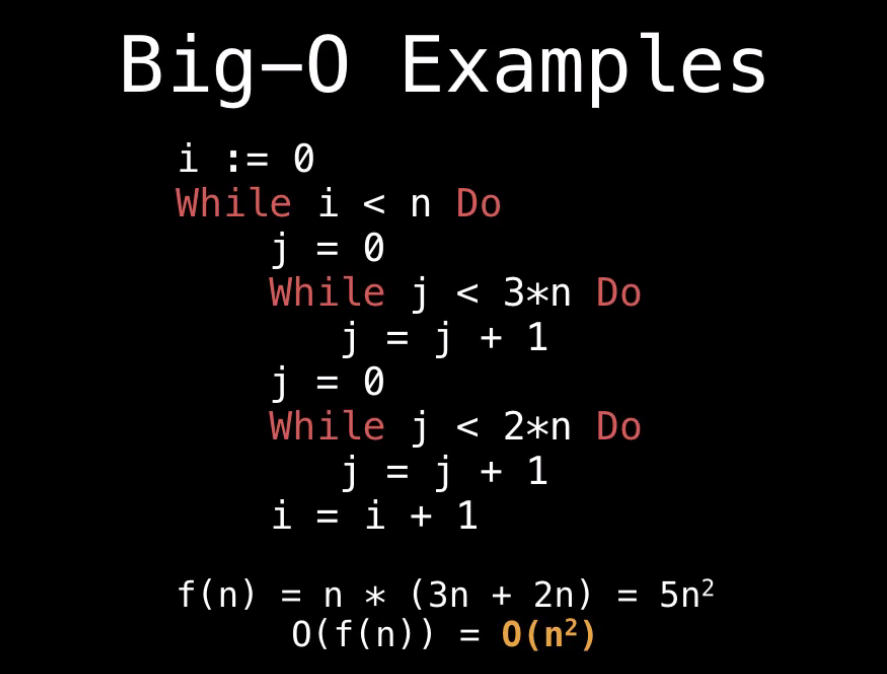 Big-O Examples
i := 0
While i < n Do
    j = 0
    While j < 3*n Do
        j = j + 1
    j = 0
    While j < 2*n Do
        j = j + 1
    i = i + 1
f(n) = n * (3n + 2n) = 5n²
O(f(n)) = O(n²)